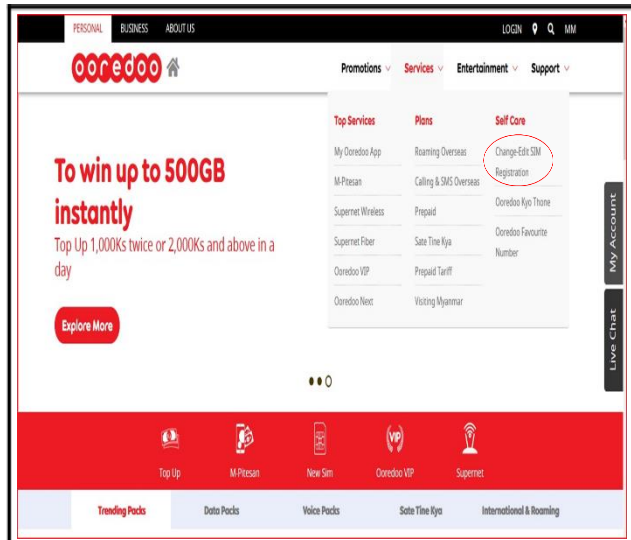 PERSONAL BUSINESS ABOUT US LOGIN MM
ooredoo Promotions Services Entertainment Support
Top Services Plans Self Care
My Ooredoo App Roaming Overseas Change-Edit SIM
Registration
M-Pitesan Calling & SMS Overseas
Ooredoo Kyo Thone
Supernet Wireless Prepaid
Supernet Fiber Sate Tine Kya Ooredoo Favourite
Number
Ooredoo VIP Prepaid Tariff
Ooredoo Next Visiting Myanmar
To win up to 500GB
instantly
Top Up 1,000Ks twice or 2,000Ks and above in a
day
Explore More
My Account
Live Chat
VIP
Top Up M-Pitesan New Sim Ooredoo VIP Supernet
Trending Packs Data Packs Voice Packs Sate Tine Kya International & Roaming